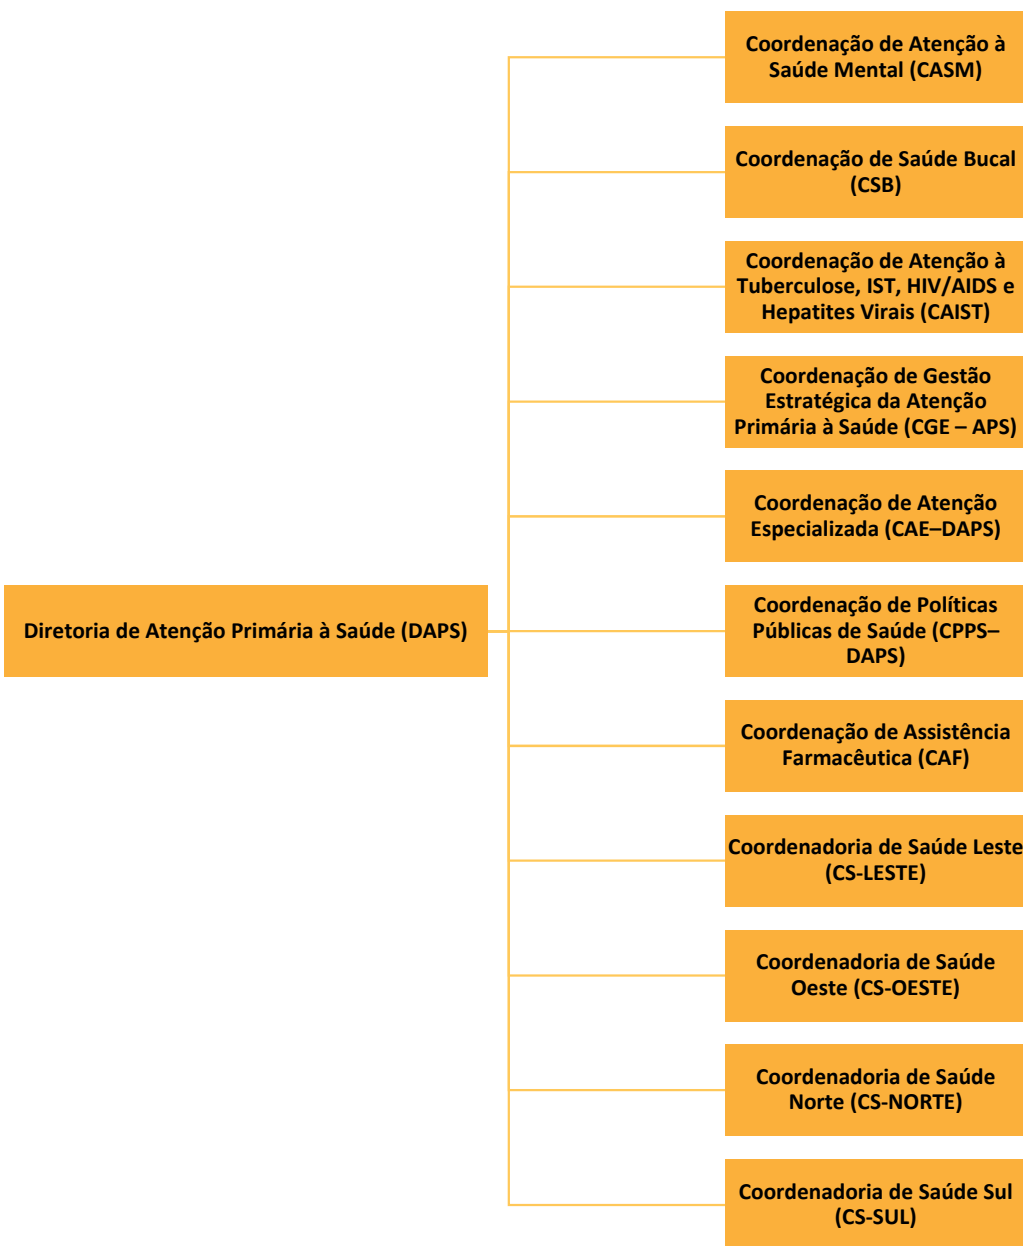 Coordenação de Atenção à
Saúde Mental (CASM)
Coordenação de Saúde Bucal
(CSB)
Coordenação de Atenção à
Tuberculose, IST, HIV/AIDS e
Hepatites Virais (CAIST)
Coordenação de Gestão
Estratégica da Atenção
Primária à Saúde (CGE – APS)
Coordenação de Atenção
Especializada (CAE–DAPS)
Diretoria de Atenção Primária à Saúde (DAPS)
Coordenação de Políticas
Públicas de Saúde (CPPS–
DAPS)
Coordenação de Assistência
Farmacêutica (CAF)
Coordenadoria de Saúde Leste
(CS-LESTE)
Coordenadoria de Saúde
Oeste (CS-OESTE)
Coordenadoria de Saúde
Norte (CS-NORTE)
Coordenadoria de Saúde Sul
(CS-SUL)